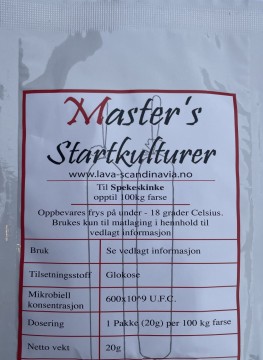 Master's
Startkulturer
www.lava-scandinavia.no
Til Spekeskinke
opptil 100kg farse
Oppbevares frys på under - 18 grader Celsius.
Brukes kun til matlaging i hennhold til
vedlagt informasjon
Bruk Se vedlagt informasjon
Tilsetningsstoff Glokose
Mikrobiell
konsentrasjon 600x10^9 U.F.C.
Dosering 1 Pakke (20g) per 100 kg farse
Netto vekt 20g